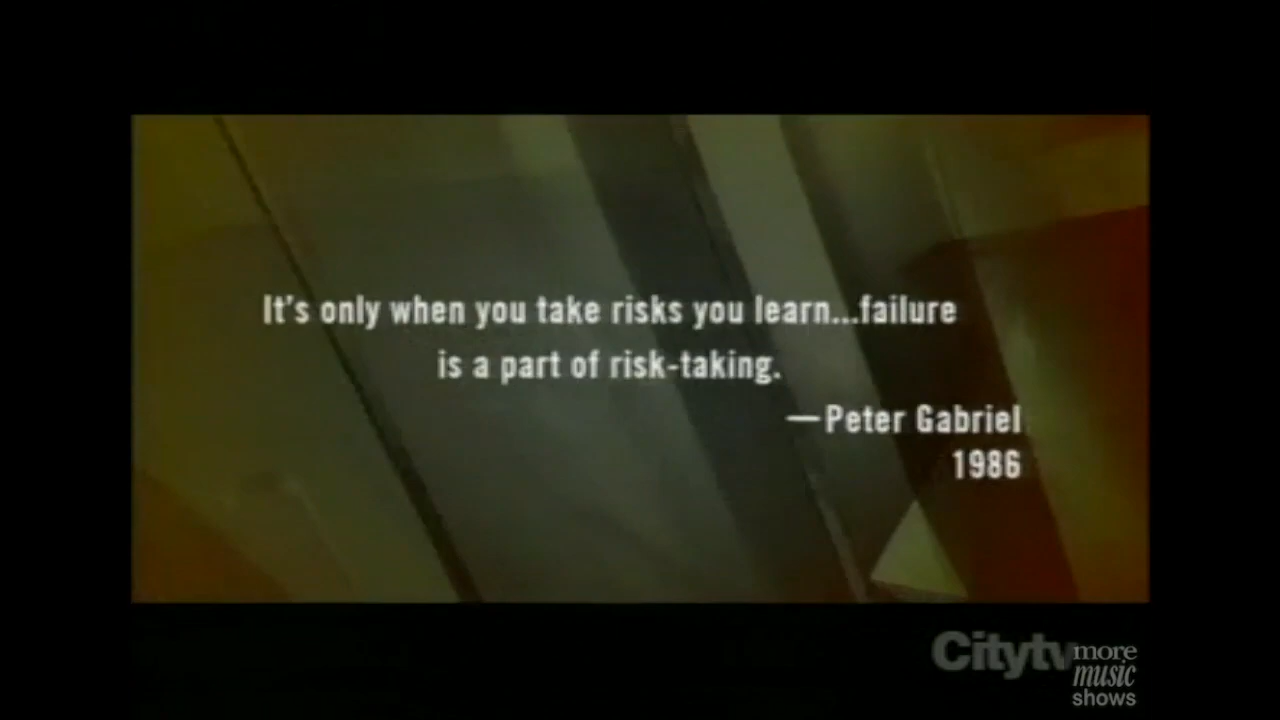 It's only when you take risks you learn...failure
is a part of risk-taking.
—Peter Gabriel
1986
Citytv
more
music
shows